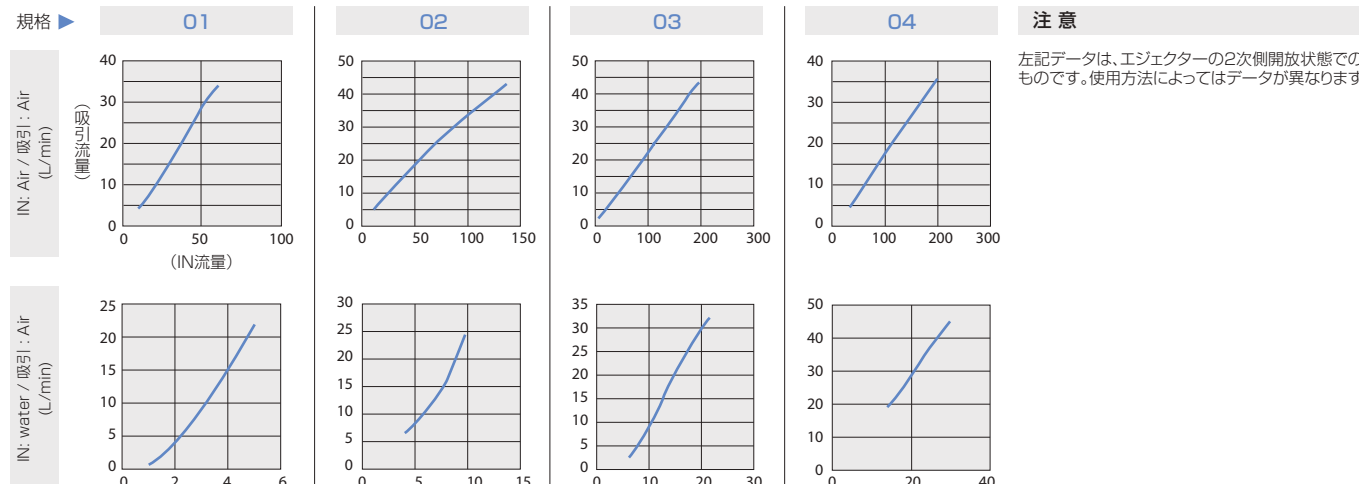 規格 ▶ 01 02 03 04 注 意
左記データは、エジェクターの2次側開放状態での
ものです。使用方法によってはデータが異なります
IN: Air / 吸引 : Air
(L/min)
(吸引流量)
40
30
20
10
0
0 50 100
(IN流量)
50
40
30
20
10
0
0 50 100 150
50
40
30
20
10
0
0 100 200 300
40
30
20
10
0
0 100 200 300
IN: water / 吸引 : Air
(L/min)
25
20
15
10
5
0
0 2 4 6
30
25
20
15
10
5
0
0 5 10 15
35
30
25
20
15
10
5
0
0 10 20 30
50
40
30
20
10
0
0 20 40